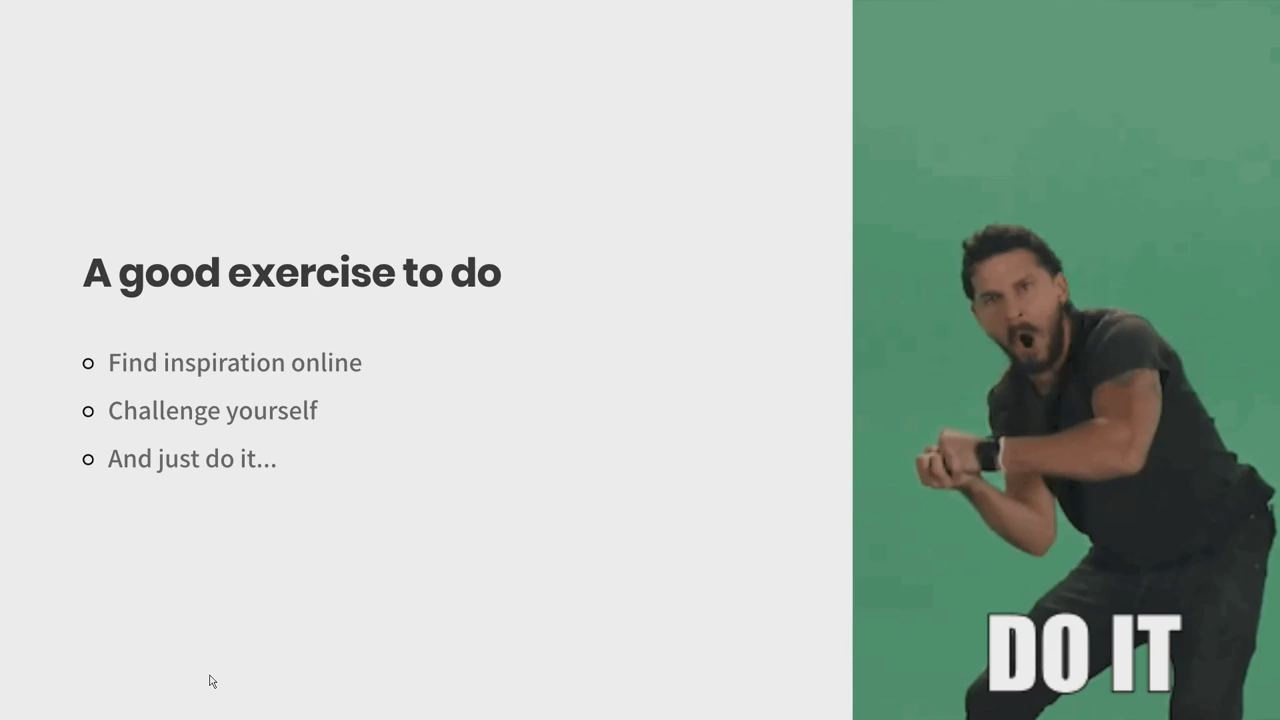 A good exercise to do
Find inspiration online
Challenge yourself
And just do it...
DO IT